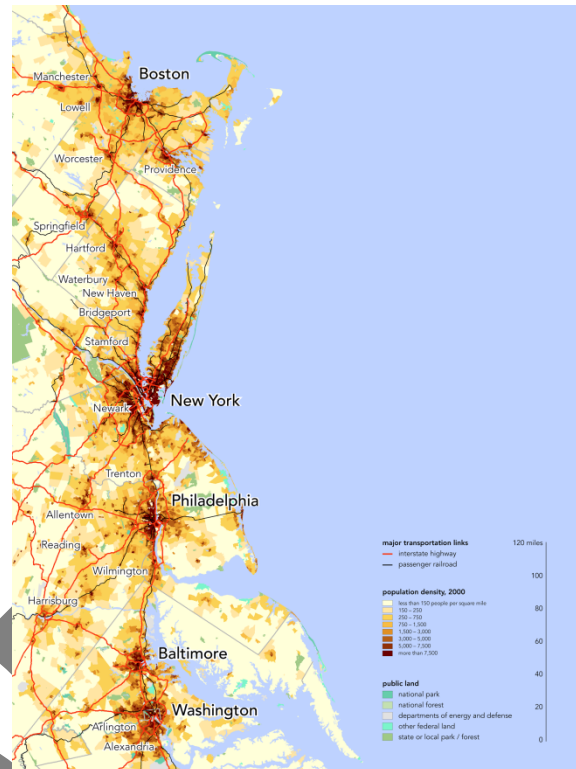 Boston
Manchester
Lowell
Worcester
Providence
Springfield
Hartford
Waterbury
New Haven
Bridgeport
Stamford
New York
Newark
Trenton
Philadelphia
Allentown
Reading
Wilmington
Harrisburg
Baltimore
Washington
Arlington
Alexandria
major transportation links
interstate highway
passenger railroad
120 miles
100
80
60
40
20
0
population density, 2000
less than 150 people per square mile
150 – 250
250 – 750
750 – 1,500
1,500 – 3,000
3,000 – 5,000
5,000 – 7,500
more than 7,500
public land
national park
national forest
departments of energy and defense
other federal land
state or local park / forest